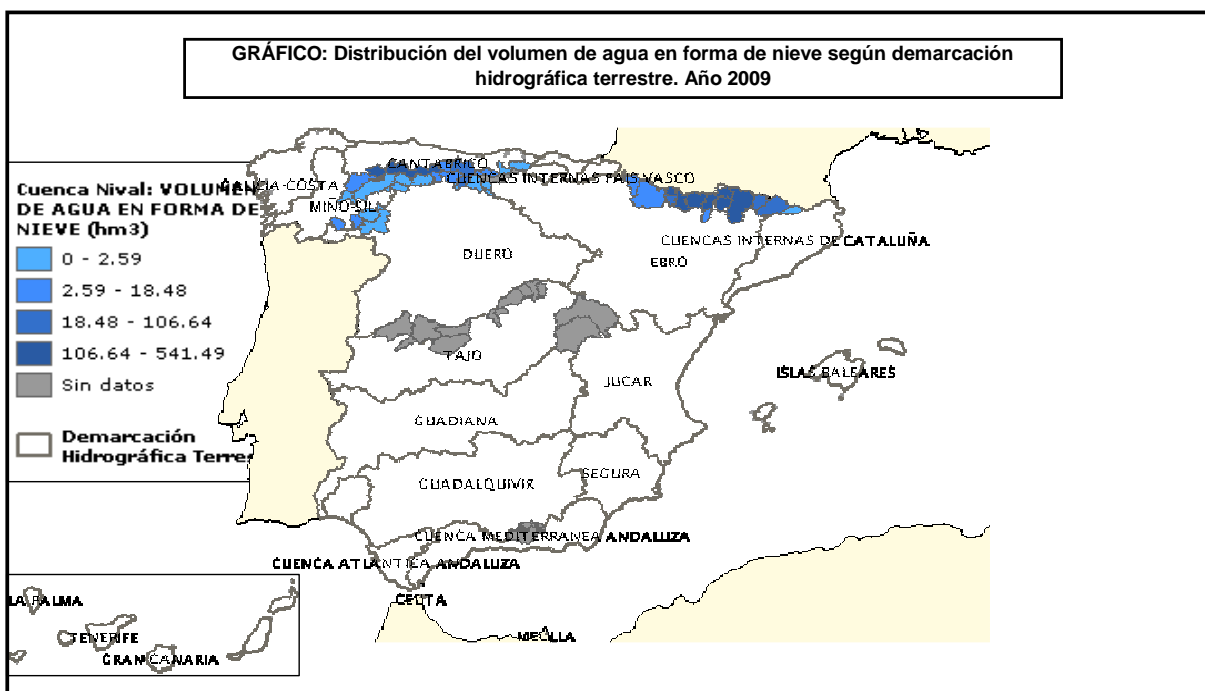 GRÁFICO: Distribución del volumen de agua en forma de nieve según demarcación
hidrográfica terrestre. Año 2009
Cuenca Nival: VOLUMEN
DE AGUA EN FORMA DE
NIEVE (hm3)
0 - 2.59
2.59 - 18.48
18.48 - 106.64
106.64 - 541.49
Sin datos
Demarcación
Hidrográfica Terres
CANTABRICO
GALICIA-COSTA
CUENCAS INTERNAS PAIS VASCO
MIÑO-SIL
CUENCAS INTERNAS DE CATALUÑA
DUERO
EBRO
TAJO
ISLAS BALEARES
JUCAR
GUADIANA
SEGURA
GUADALQUIVIR
CUENCA MEDITERRANEA ANDALUZA
CUENCA ATLANTICA ANDALUZA
CEUTA
MELILLA
LA PALMA
TENERIFE
GRAN CANARIA